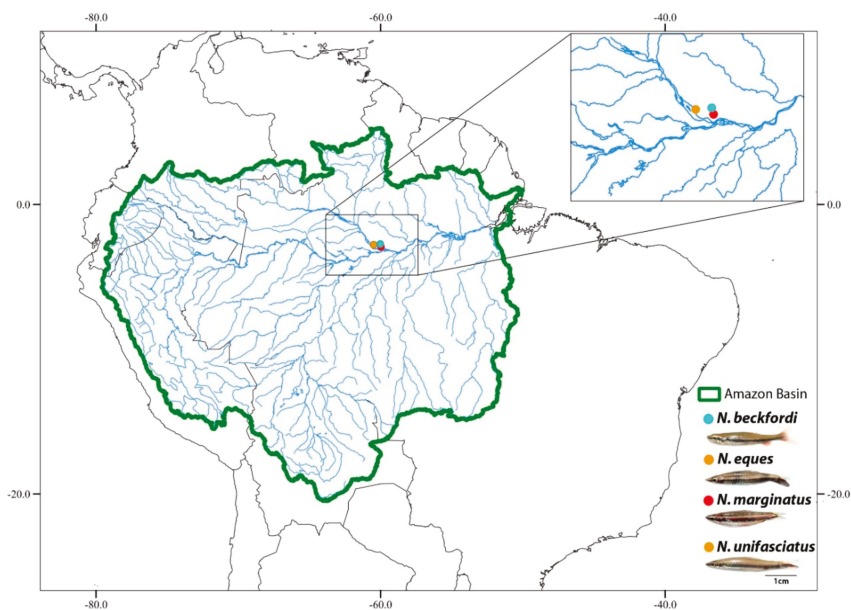 -80.0 -60.0 -40.0
0.0 0.0
Amazon Basin
N. beckfordi
N. eques
N. marginatus
N. unifasciatus
1cm
-20.0 -20.0
-80.0 -60.0 -40.0